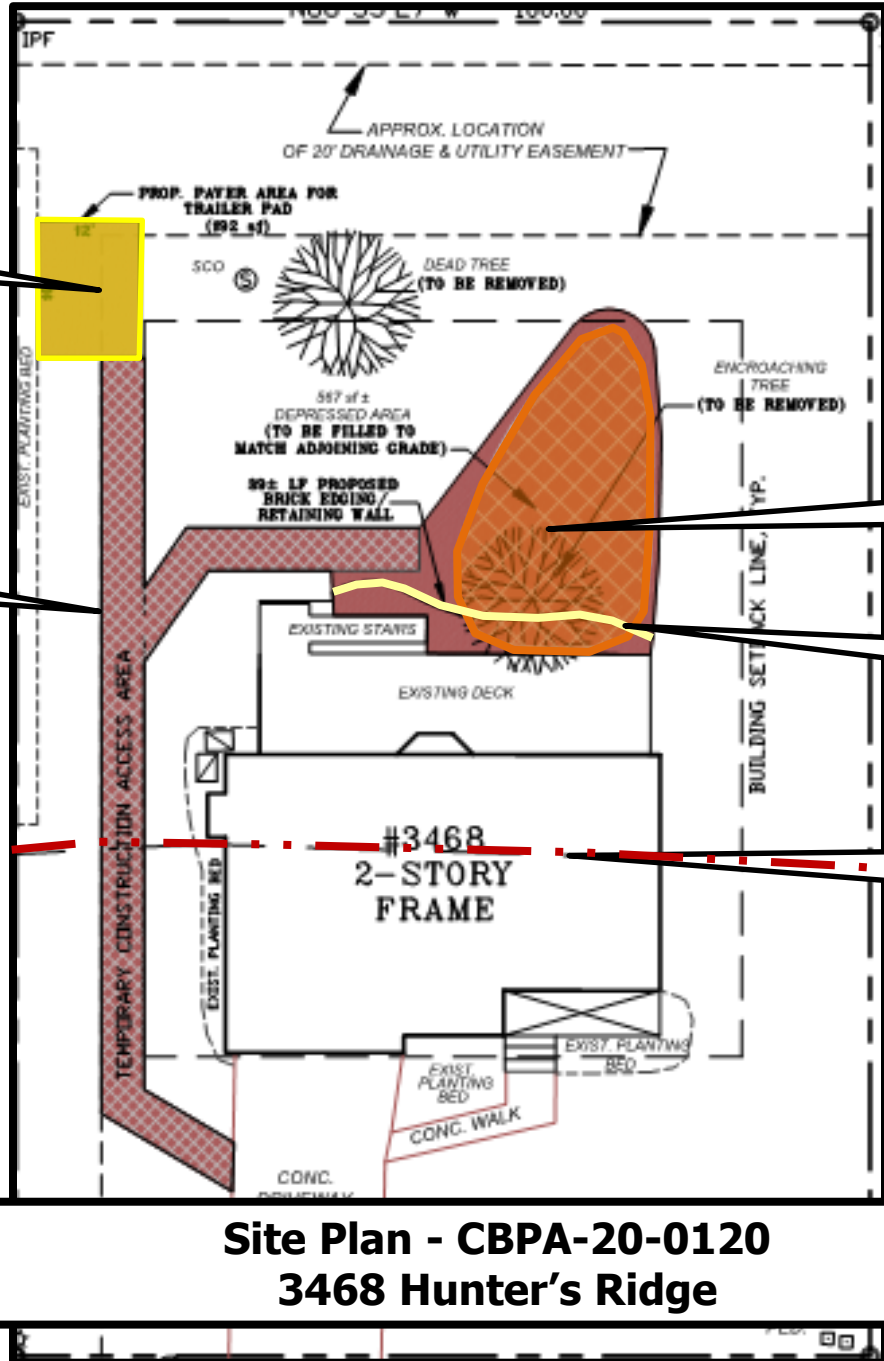 IPF
APPROX. LOCATION
OF 20' DRAINAGE & UTILITY EASEMENT
PROP. PAVER AREA FOR
TRAILER PAD
12'
SCO
S
DEAD TREE
(TO BE REMOVED)
EXIST. PLANTING BED
567 sf ±
DEPRESSED AREA
(TO BE FILLED TO
MATCH ADJOINING GRADE)
ENCROACHING
TREE
(TO BE REMOVED)
LF PROPOSED
BRICK EDGING/
RETAINING WALL
BUILDING SETBACK LINE, TYP.
EXISTING STAIRS
EXISTING DECK
TEMPORARY CONSTRUCTION ACCESS AREA
#3468
2-STORY
FRAME
EXIST. PLANTING BED
EXIST. PLANTING
BED
EXIST.
PLANTING
BED
CONC. WALK
CONC.
DRIVEWAY
Site Plan - CBPA-20-0120
3468 Hunter's Ridge